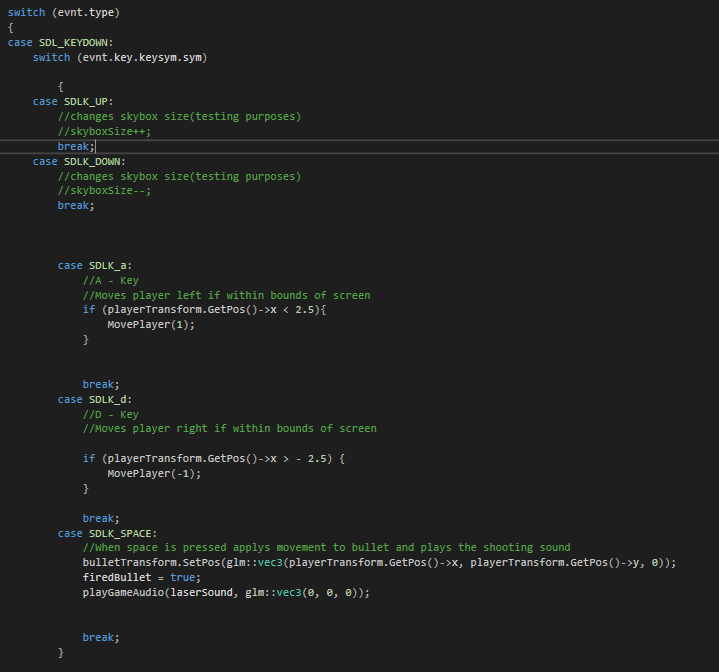 switch (evnt.type)
{
case SDL_KEYDOWN:
switch (evnt.key.keysym.sym)
{
case SDLK_UP:
//changes skybox size(testing purposes)
//skyboxSize++;
break;
case SDLK_DOWN:
//changes skybox size(testing purposes)
//skyboxSize--;
break;
case SDLK_a:
//A - Key
//Moves player left if within bounds of screen
if (playerTransform.GetPos()->x < 2.5){
MovePlayer(1);
}
break;
case SDLK_d:
//D - Key
//Moves player right if within bounds of screen
if (playerTransform.GetPos()->x > - 2.5) {
MovePlayer(-1);
}
break;
case SDLK_SPACE:
//When space is pressed applys movement to bullet and plays the shooting sound
bulletTransform.SetPos(glm::vec3(playerTransform.GetPos()->x, playerTransform.GetPos()->y, 0));
firedBullet = true;
playGameAudio(laserSound, glm::vec3(0, 0, 0));
break;
}